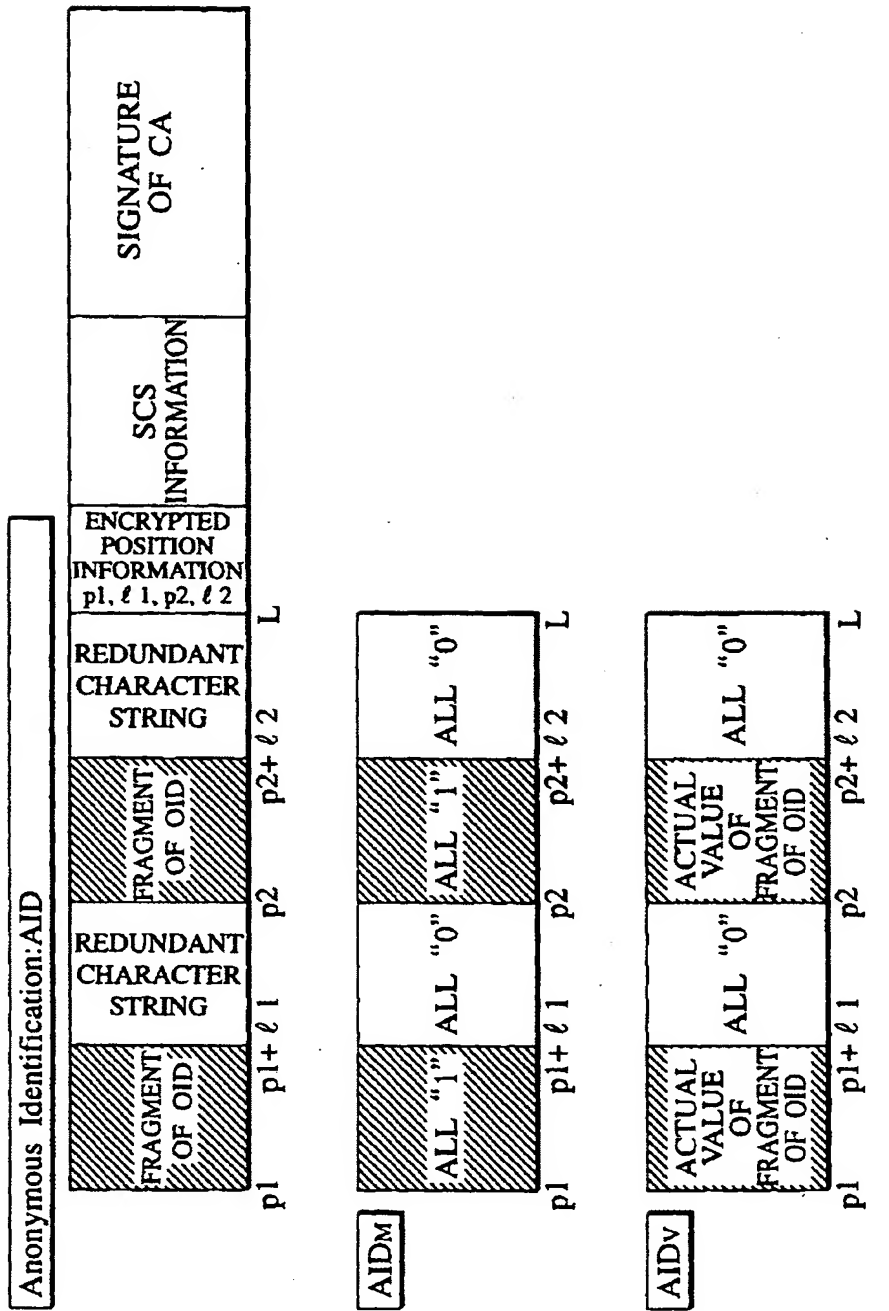 Anonymous Identification:AID
FRAGMENT
OF OID
REDUNDANT
CHARACTER
STRING
FRAGMENT
OF OID
REDUNDANT
CHARACTER
STRING
ENCRYPTED
POSITION
INFORMATION
p1, ℓ 1, p2, ℓ 2
SCS
INFORMATION
SIGNATURE
OF CA
p1
p1+ ℓ 1
p2
p2+ ℓ 2
L
AIDM
ALL “1”
ALL “0”
ALL “1”
ALL “0”
p1
p1+ ℓ 1
p2
p2+ ℓ 2
L
AIDV
ACTUAL
VALUE
OF
FRAGMENT
OF OID
ALL “0”
ACTUAL
VALUE
OF
FRAGMENT
OF OID
ALL “0”
p1
p1+ ℓ 1
p2
p2+ ℓ 2
L